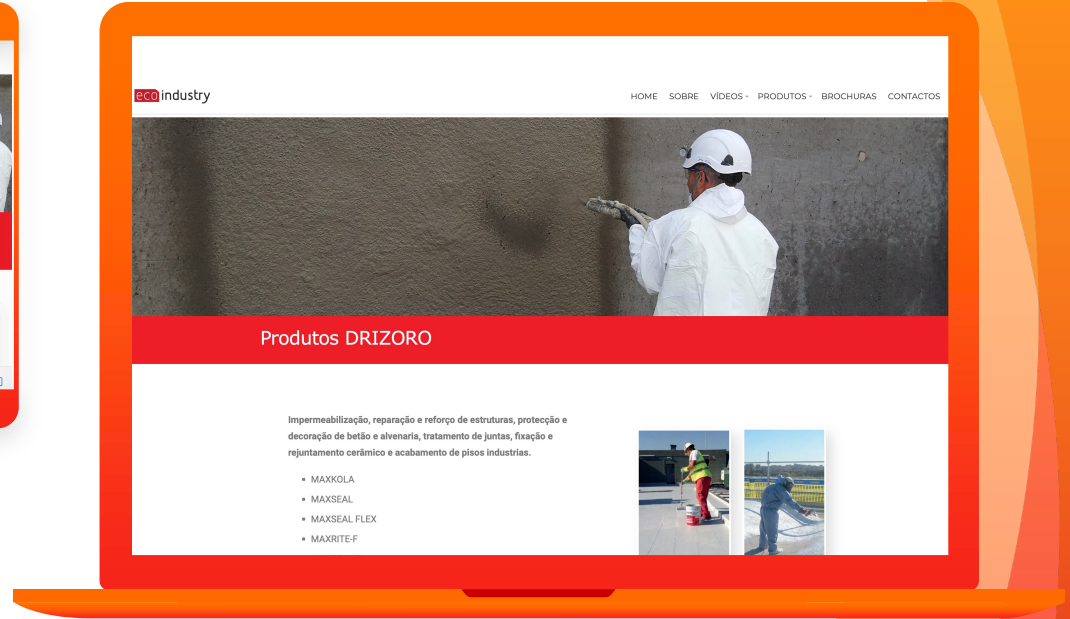 ecoindustry
HOME SOBRE VÍDEOS PRODUTOS BROCHURAS CONTACTOS
Produtos DRIZORO
Impermeabilização, reparação e reforço de estruturas, protecção e
decoração de betão e alvenaria, tratamento de juntas, fixação e
rejuntamento cerâmico e acabamento de pisos industrias.
▪ MAXKOLA
▪ MAXSEAL
▪ MAXSEAL FLEX
▪ MAXRITE-F